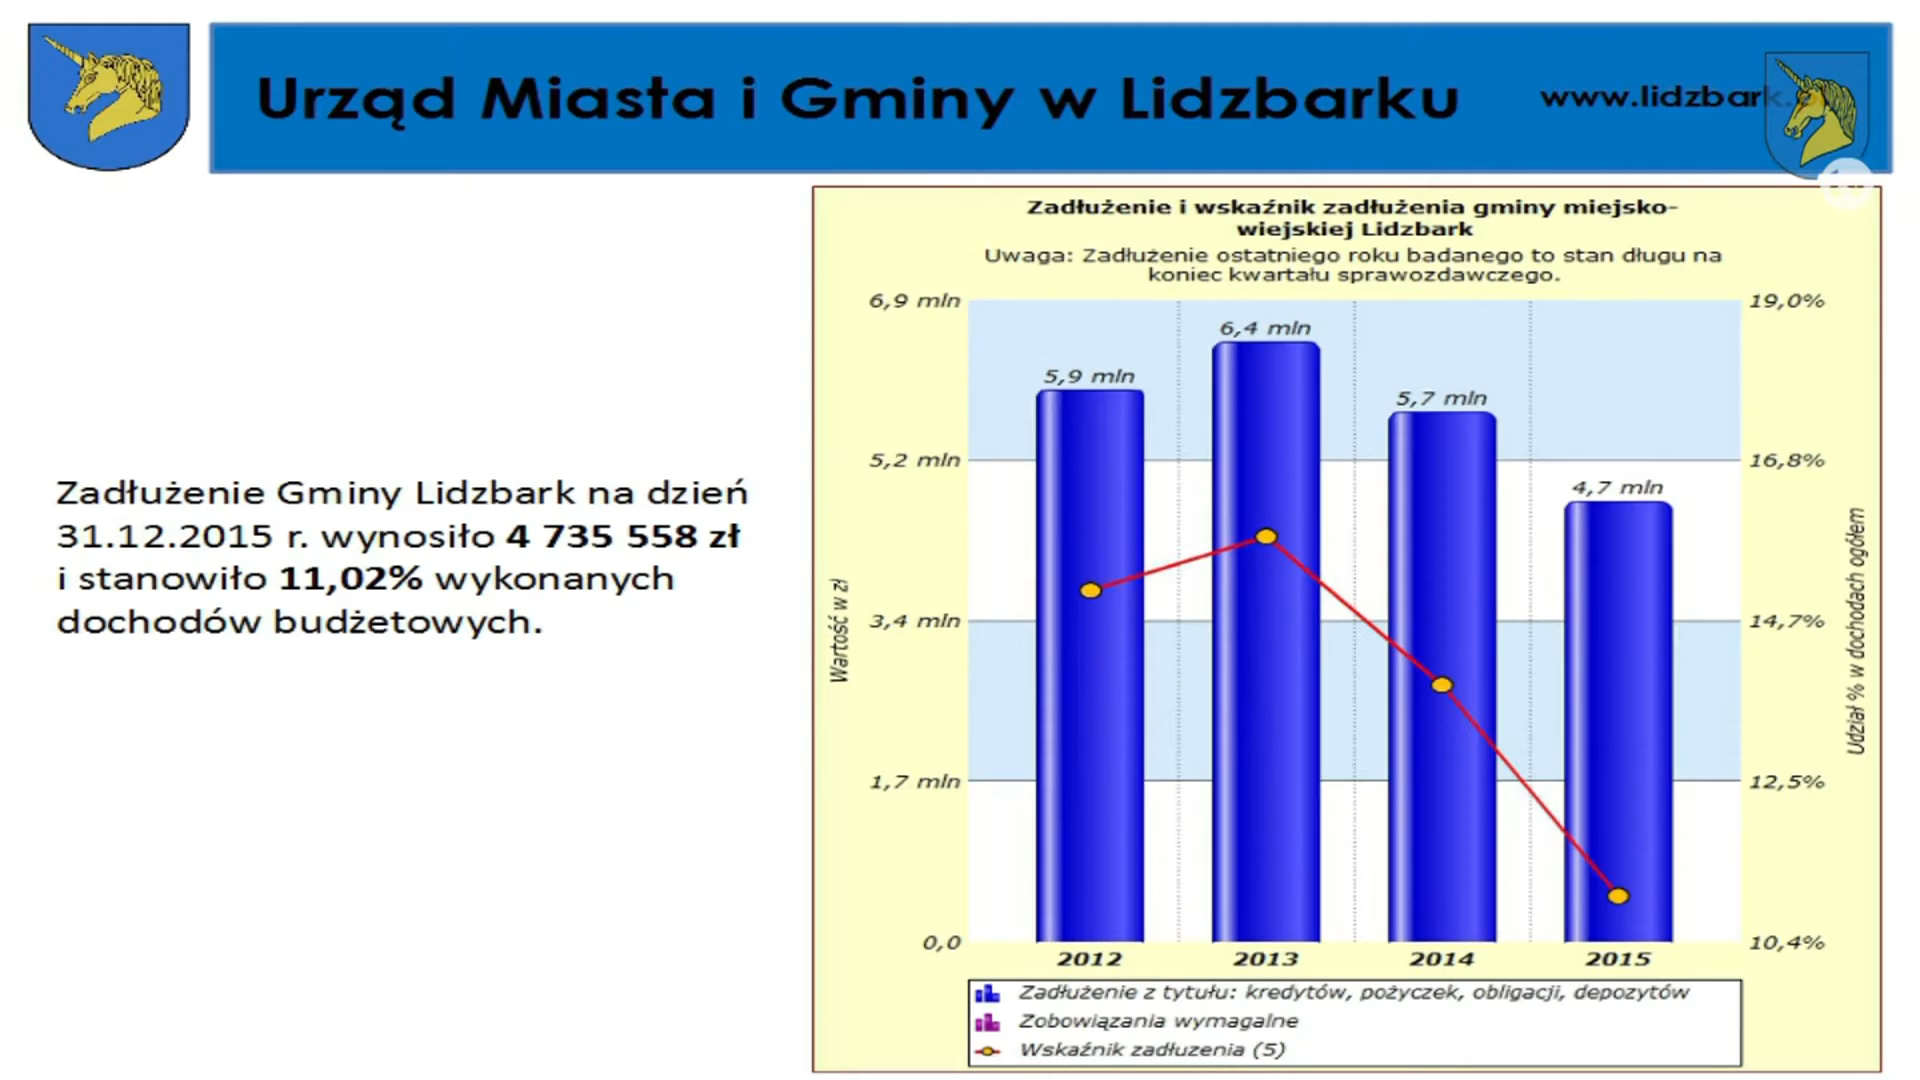 Urząd Miasta i Gminy w Lidzbarku
www.lidzbark.
Zadłużenie Gminy Lidzbark na dzień
31.12.2015 r. wynosiło 4 735 558 zł
i stanowiło 11,02% wykonanych
dochodów budżetowych.
Zadłużenie i wskaźnik zadłużenia gminy miejsko-
wiejskiej Lidzbark
Uwaga: Zadłużenie ostatniego roku badanego to stan długu na
koniec kwartału sprawozdawczego.
6,9 mln
5,2 mln
3,4 mln
1,7 mln
0,0
Wartość w zł
5,9 mln
6,4 mln
5,7 mln
4,7 mln
19,0%
16,8%
14,7%
12,5%
10,4%
Udział % w dochodach ogółem
2012
2013
2014
2015
Zadłużenie z tytułu: kredytów, pożyczek, obligacji, depozytów
Zobowiązania wymagalne
Wskaźnik zadłuzenia (5)